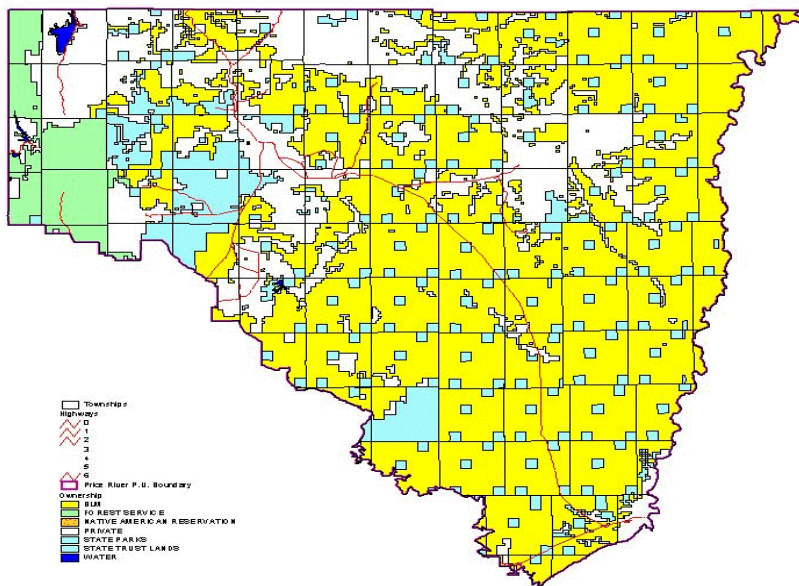 Townships
Highways
0
1
2
3
4
5
6
Price River P.U. Boundary
Ownership
BLM
FOREST SERVICE
NATIVE AMERICAN RESERVATION
PRIVATE
STATE PARKS
STATE TRUST LANDS
WATER